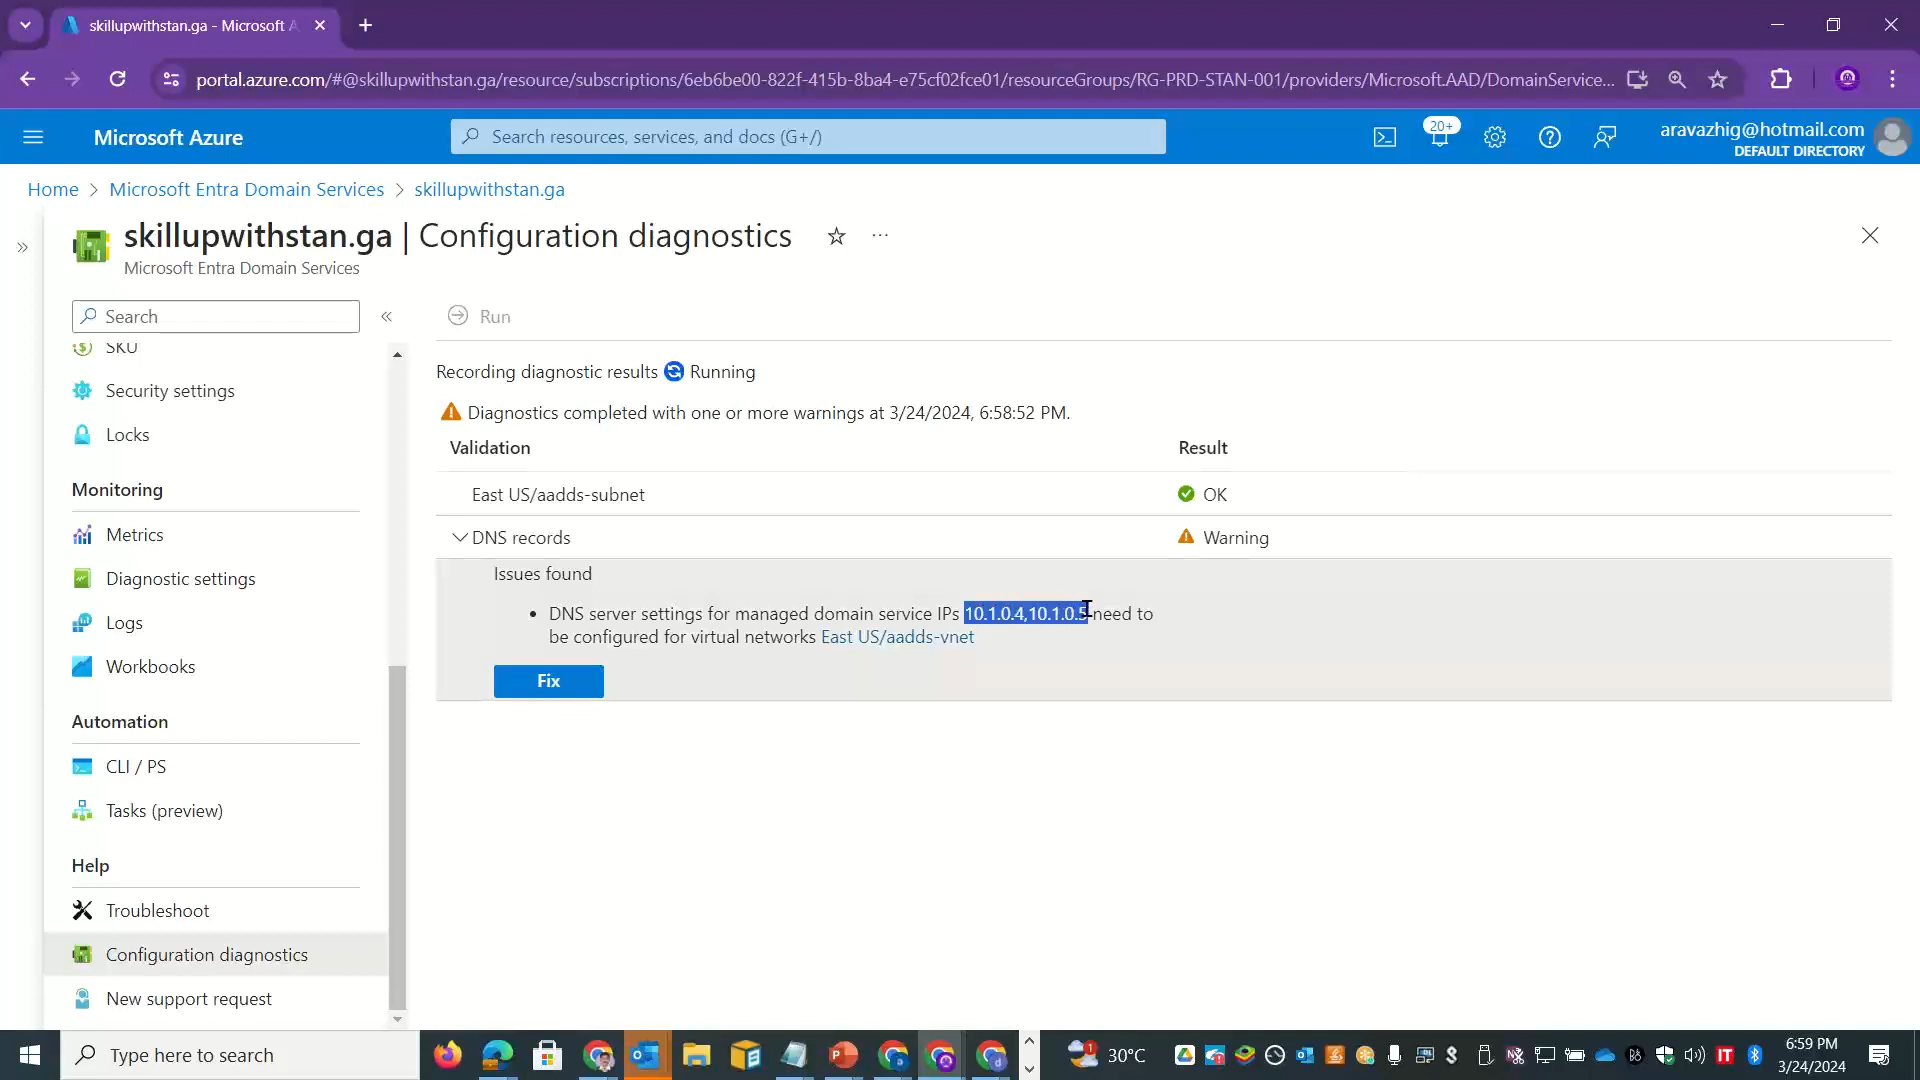 skillupwithstan.ga - Microsoft A
portal.azure.com/#@skillupwithstan.ga/resource/subscriptions/6eb6be00-822f-415b-8ba4-e75cf02fce01/resourceGroups/RG-PRD-STAN-001/providers/Microsoft.AAD/DomainService...
Microsoft Azure
Search resources, services, and docs (G+/)
20+
aravazhig@hotmail.com
DEFAULT DIRECTORY
Home > Microsoft Entra Domain Services > skillupwithstan.ga
skillupwithstan.ga | Configuration diagnostics
Microsoft Entra Domain Services
Search
Run
SKU
Security settings
Locks
Monitoring
Metrics
Diagnostic settings
Logs
Workbooks
Automation
CLI / PS
Tasks (preview)
Help
Troubleshoot
Configuration diagnostics
New support request
Recording diagnostic results Running
Diagnostics completed with one or more warnings at 3/24/2024, 6:58:52 PM.
Validation Result
East US/aadds-subnet OK
DNS records Warning
Issues found
• DNS server settings for managed domain service IPs 10.1.0.4,10.1.0.5 need to
be configured for virtual networks East US/aadds-vnet
Fix
Type here to search
1
30°C
IT
6:59 PM
3/24/2024